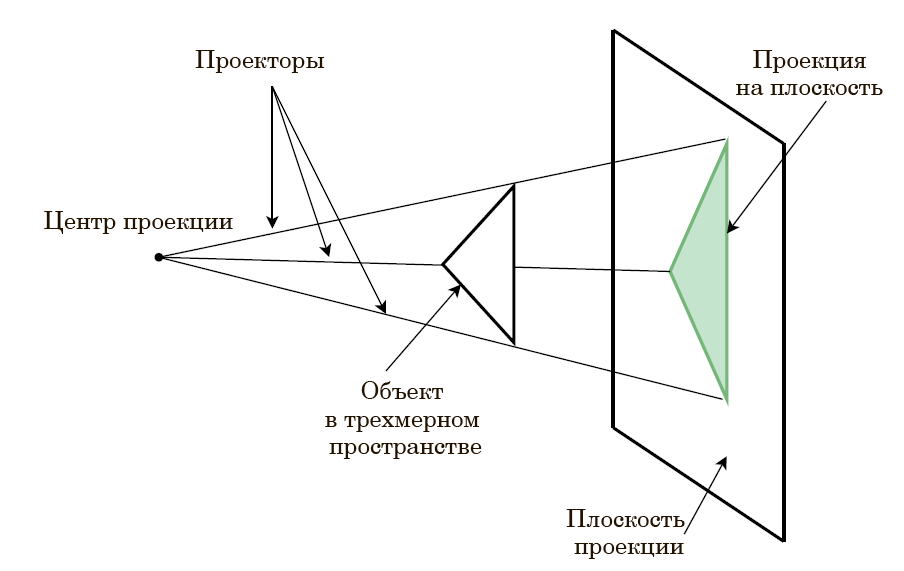 Проекторы
Проекция
на плоскость
Центр проекции
Объект
в трехмерном
пространстве
Плоскость
проекции